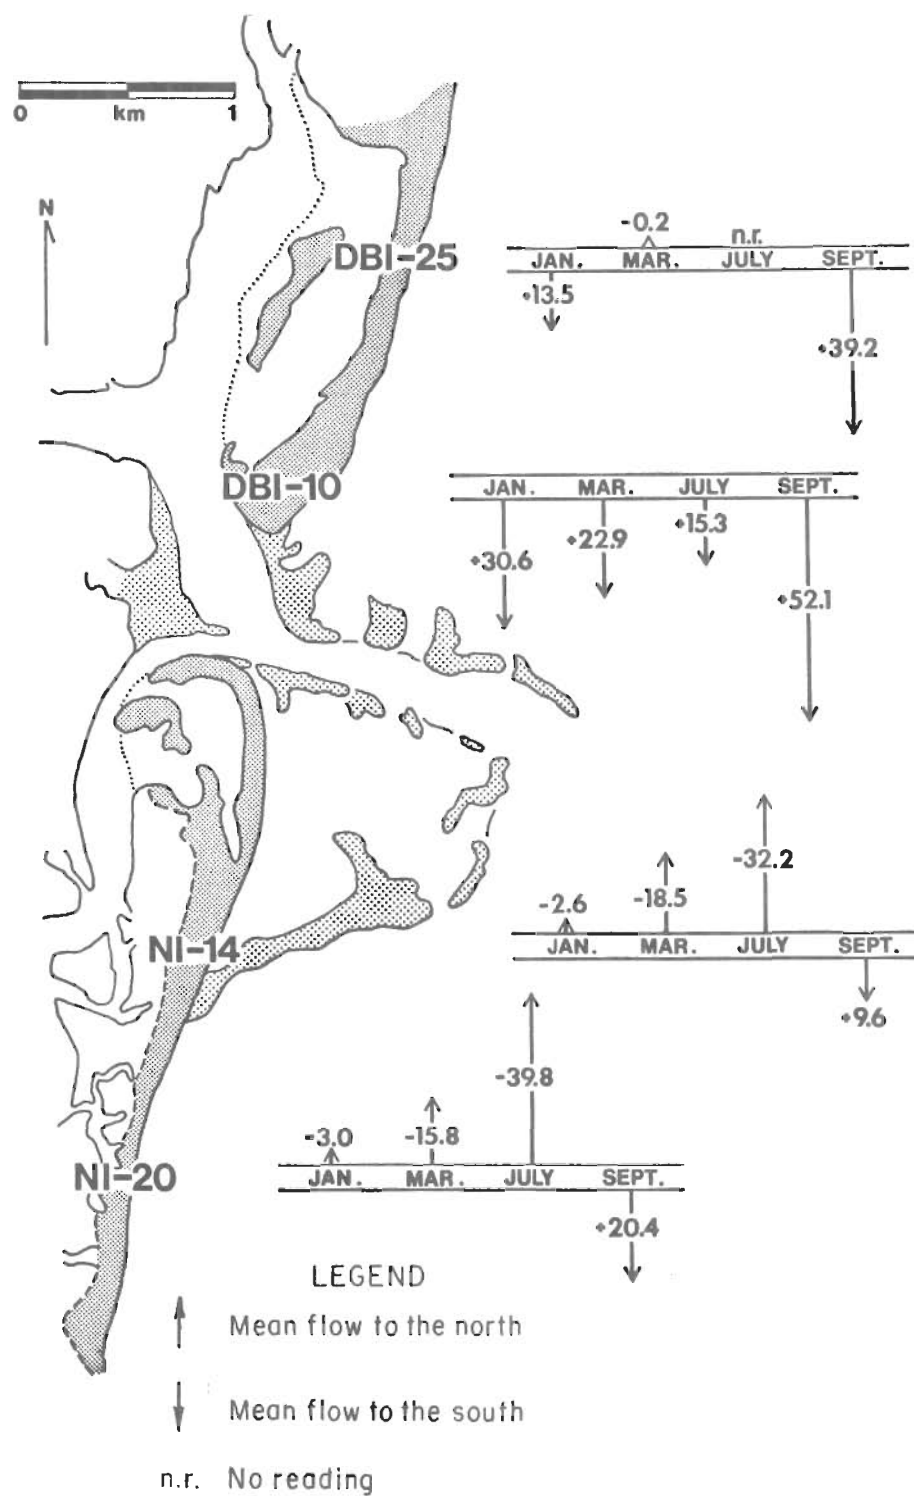 0 km 1
N
DBI-25
-0.2
n.r.
JAN. MAR. JULY SEPT.
+13.5
+39.2
DBI-10
JAN. MAR. JULY SEPT.
+30.6
+22.9
+15.3
+52.1
NI-14
-2.6
-18.5
-32.2
JAN. MAR. JULY SEPT.
+9.6
NI-20
-3.0
-15.8
-39.8
JAN. MAR. JULY SEPT.
+20.4
LEGEND
Mean flow to the north
Mean flow to the south
n.r. No reading